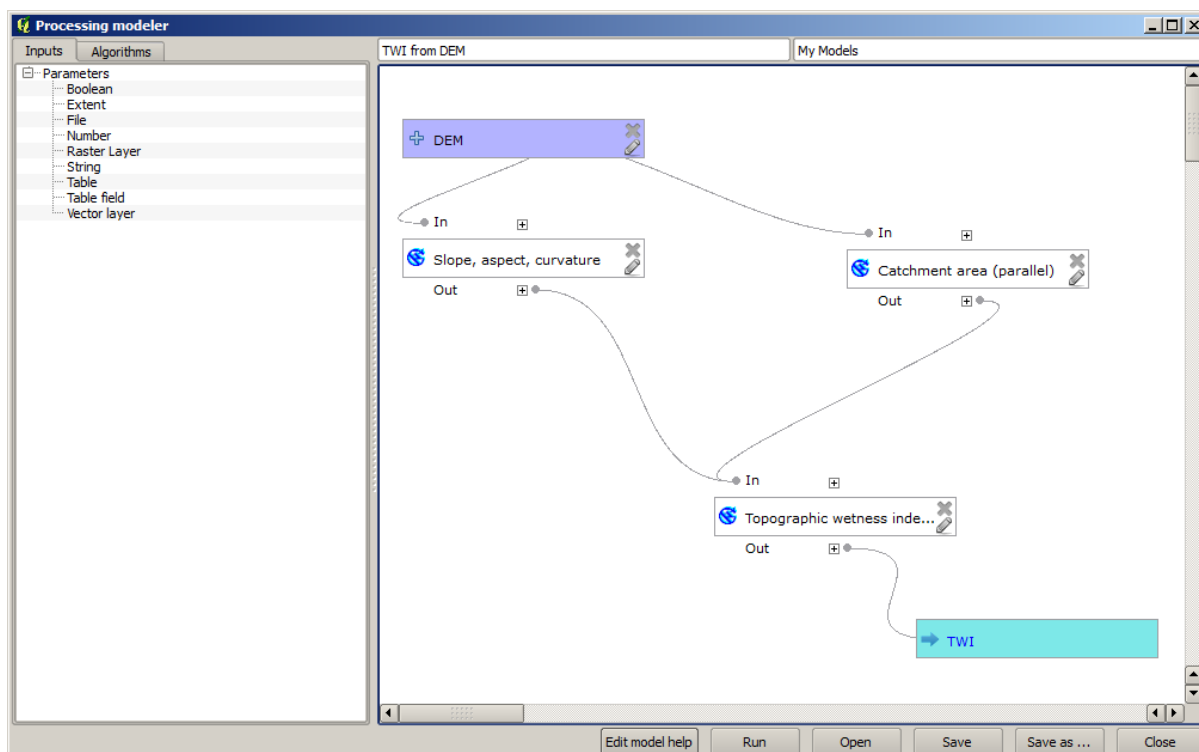 Processing modeler
Inputs
Algorithms
TWI from DEM
My Models
Parameters
Boolean
Extent
File
Number
Raster Layer
String
Table
Table field
Vector layer
DEM
In
Slope, aspect, curvature
Out
In
Catchment area (parallel)
Out
In
Topographic wetness inde...
Out
TWI
Edit model help
Run
Open
Save
Save as ...
Close